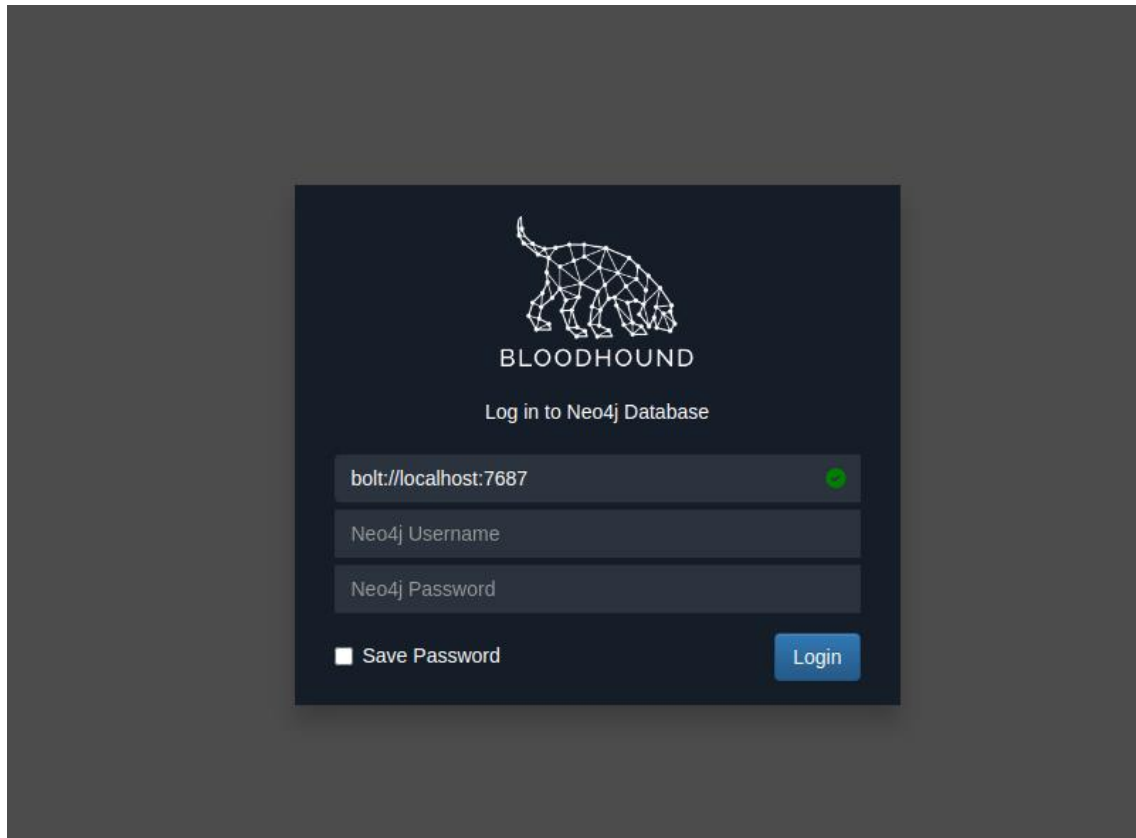 BLOODHOUND
Log in to Neo4j Database
bolt://localhost:7687
Neo4j Username
Neo4j Password
Save Password
Login